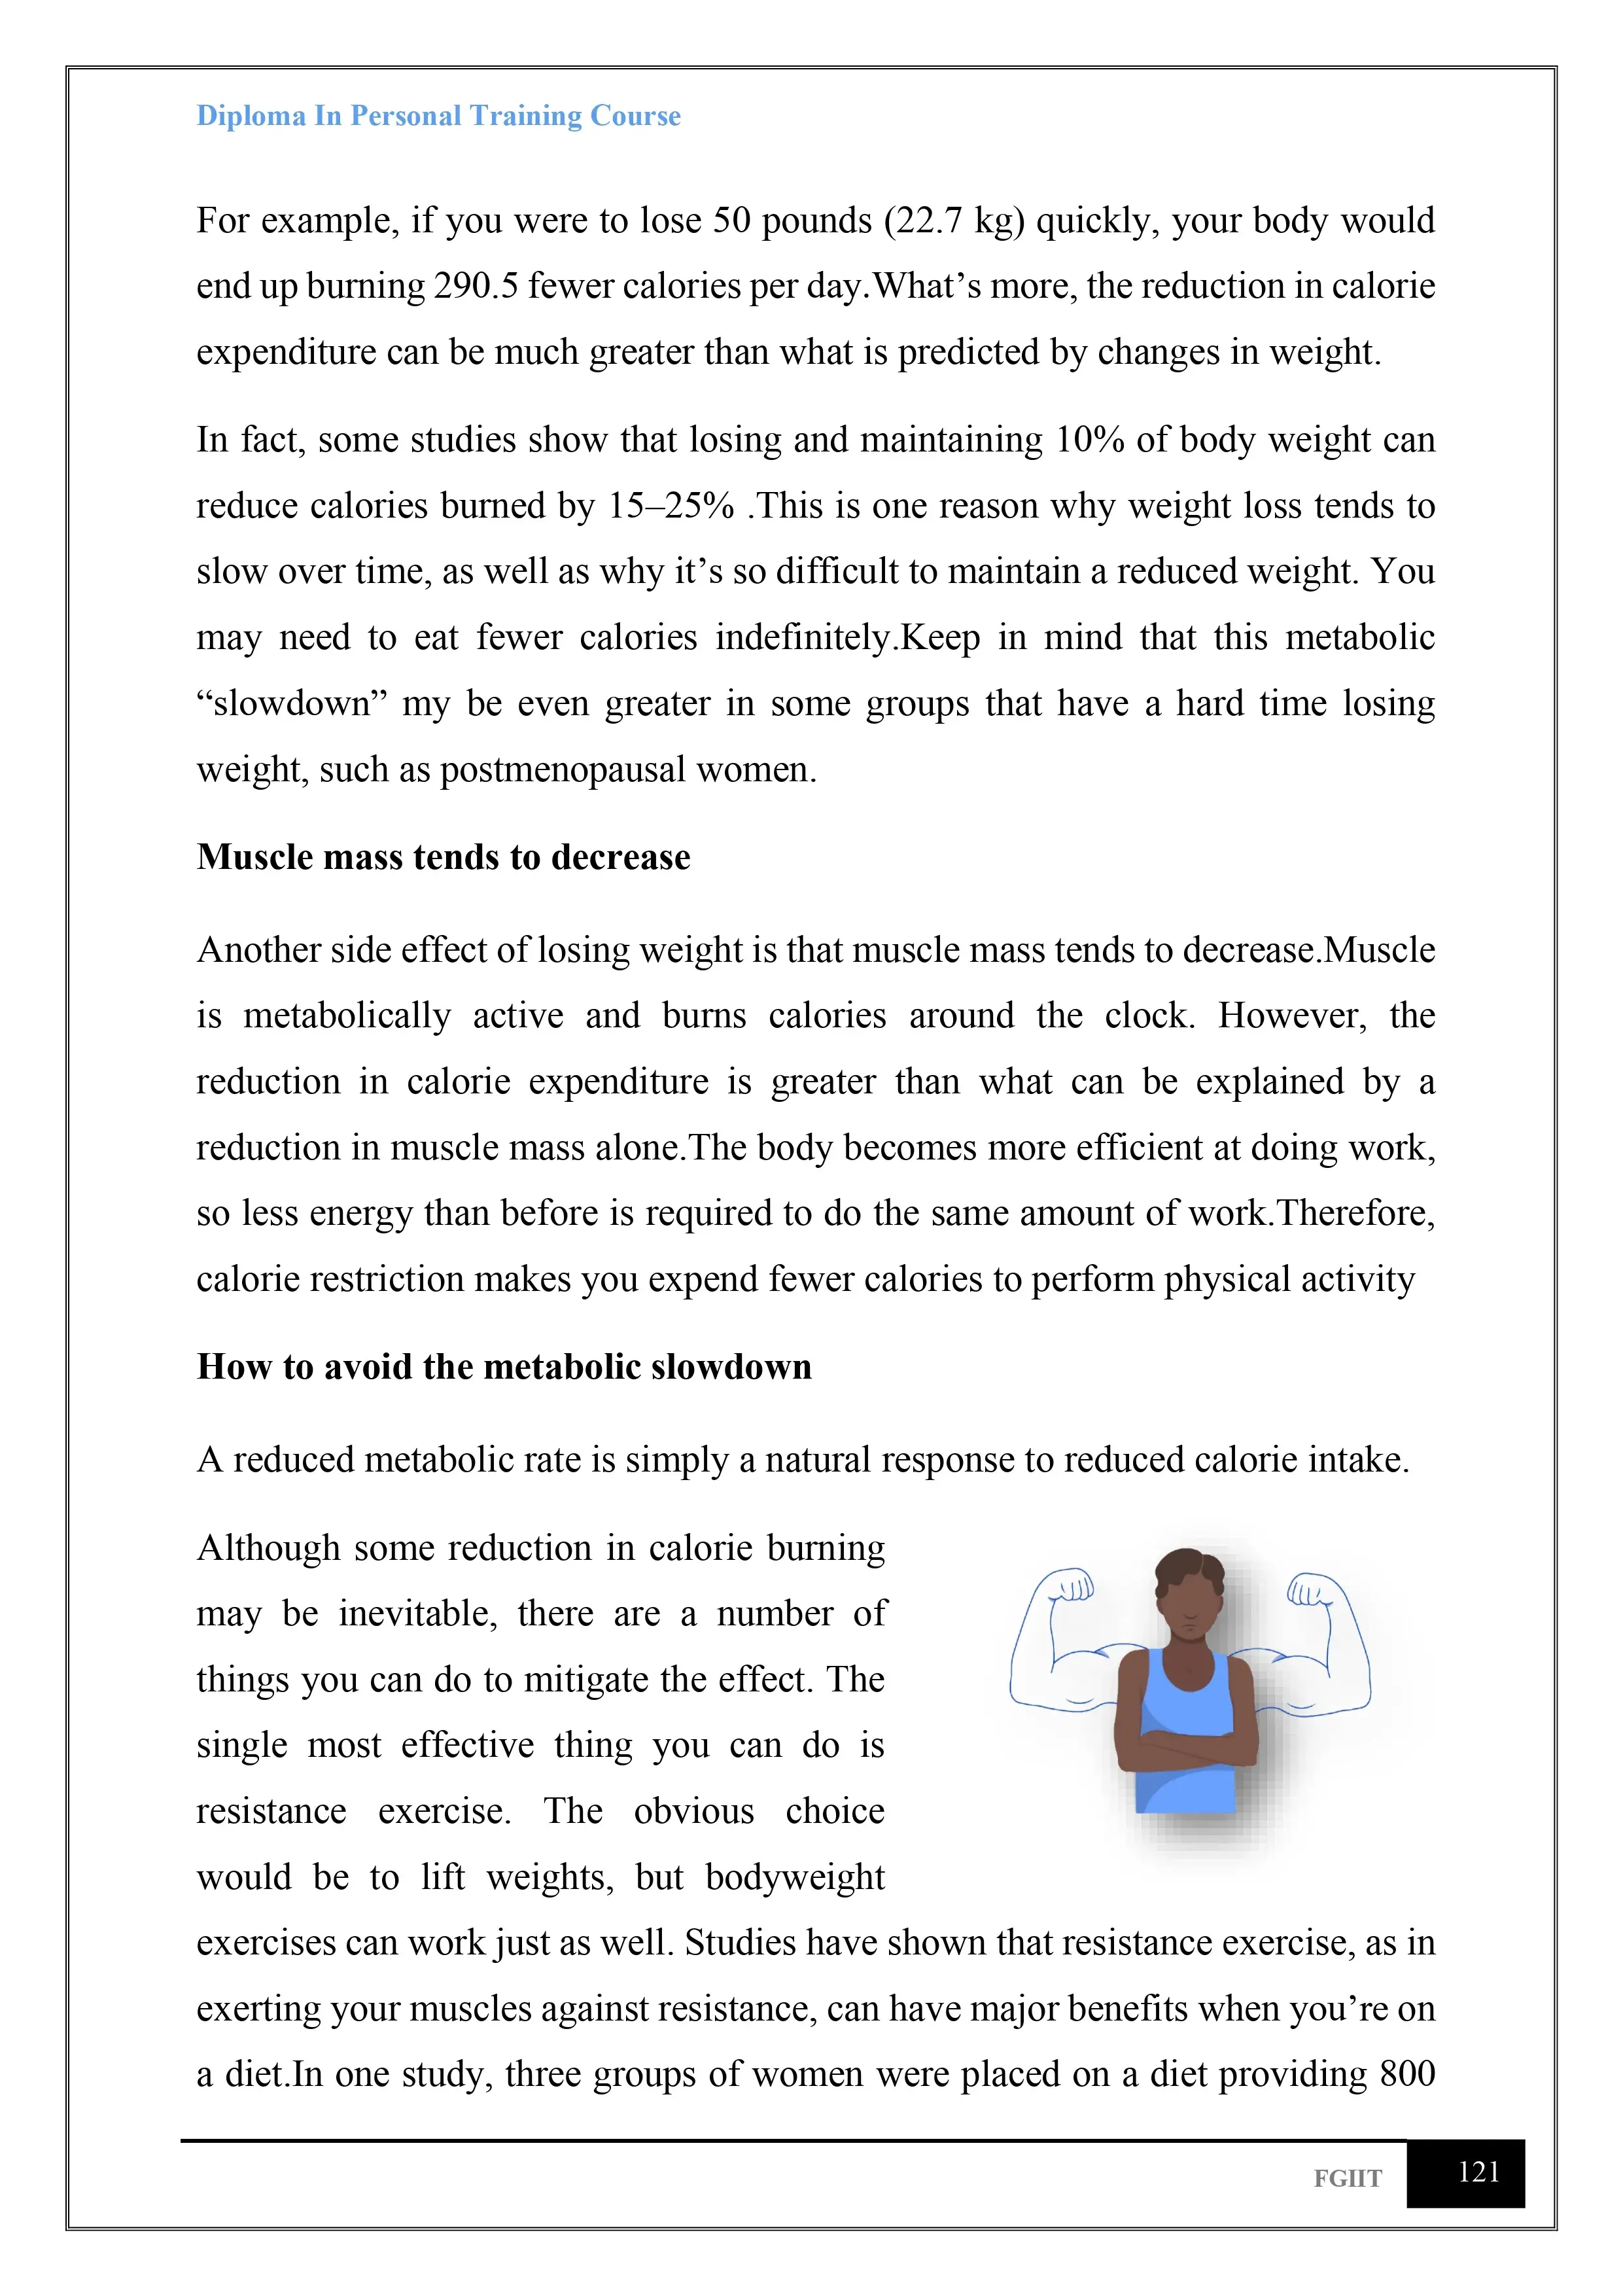 Diploma In Personal Training Course
For example, if you were to lose 50 pounds (22.7 kg) quickly, your body would
end up burning 290.5 fewer calories per day.What’s more, the reduction in calorie
expenditure can be much greater than what is predicted by changes in weight.
In fact, some studies show that losing and maintaining 10% of body weight can
reduce calories burned by 15–25% .This is one reason why weight loss tends to
slow over time, as well as why it’s so difficult to maintain a reduced weight. You
may need to eat fewer calories indefinitely.Keep in mind that this metabolic
“slowdown” my be even greater in some groups that have a hard time losing
weight, such as postmenopausal women.
Muscle mass tends to decrease
Another side effect of losing weight is that muscle mass tends to decrease.Muscle
is metabolically active and burns calories around the clock. However, the
reduction in calorie expenditure is greater than what can be explained by a
reduction in muscle mass alone.The body becomes more efficient at doing work,
so less energy than before is required to do the same amount of work.Therefore,
calorie restriction makes you expend fewer calories to perform physical activity
How to avoid the metabolic slowdown
A reduced metabolic rate is simply a natural response to reduced calorie intake.
Although some reduction in calorie burning
may be inevitable, there are a number of
things you can do to mitigate the effect. The
single most effective thing you can do is
resistance exercise. The obvious choice
would be to lift weights, but bodyweight
exercises can work just as well. Studies have shown that resistance exercise, as in
exerting your muscles against resistance, can have major benefits when you’re on
a diet.In one study, three groups of women were placed on a diet providing 800
FGIIT 121